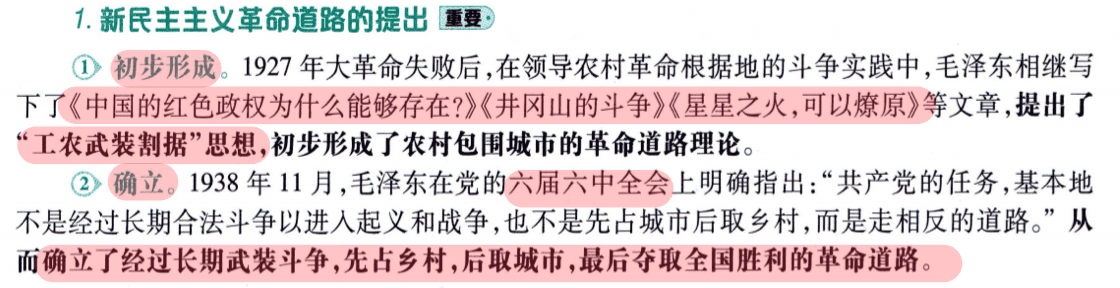 1. 新民主主义革命道路的提出 重要
① 初步形成。1927 年大革命失败后,在领导农村革命根据地的斗争实践中,毛泽东相继写
下了《中国的红色政权为什么能够存在?》《井冈山的斗争》《星星之火,可以燎原》等文章,提出了
“工农武装割据”思想,初步形成了农村包围城市的革命道路理论。
② 确立。1938 年 11 月,毛泽东在党的六届六中全会上明确指出:“共产党的任务,基本地
不是经过长期合法斗争以进入起义和战争,也不是先占城市后取乡村,而是走相反的道路。”从
而确立了经过长期武装斗争,先占乡村,后取城市,最后夺取全国胜利的革命道路。